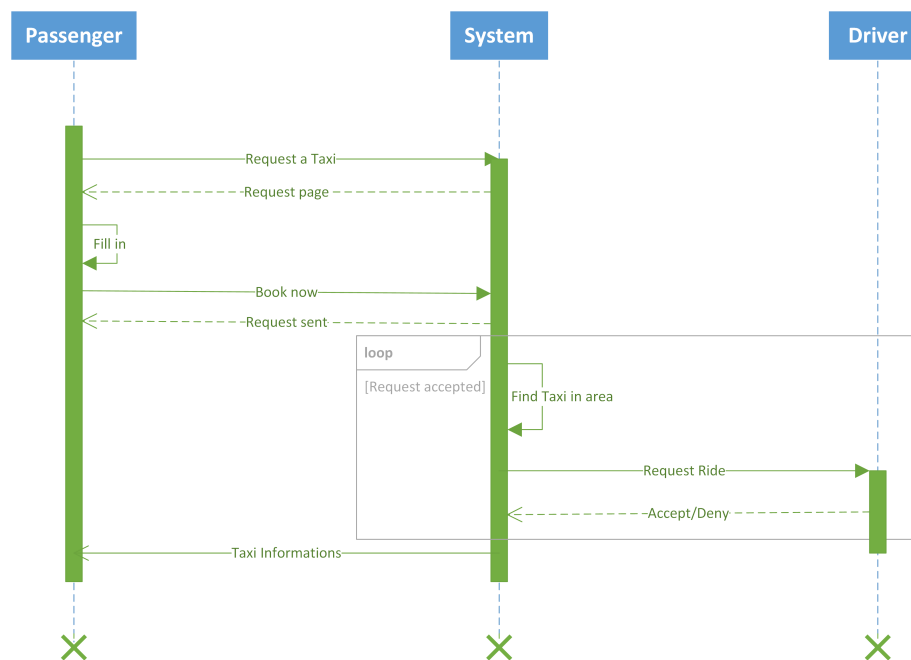 Passenger
System
Driver
Request a Taxi
Request page
Fill in
Book now
Request sent
loop
[Request accepted]
Find Taxi in area
Request Ride
Accept/Deny
Taxi Informations